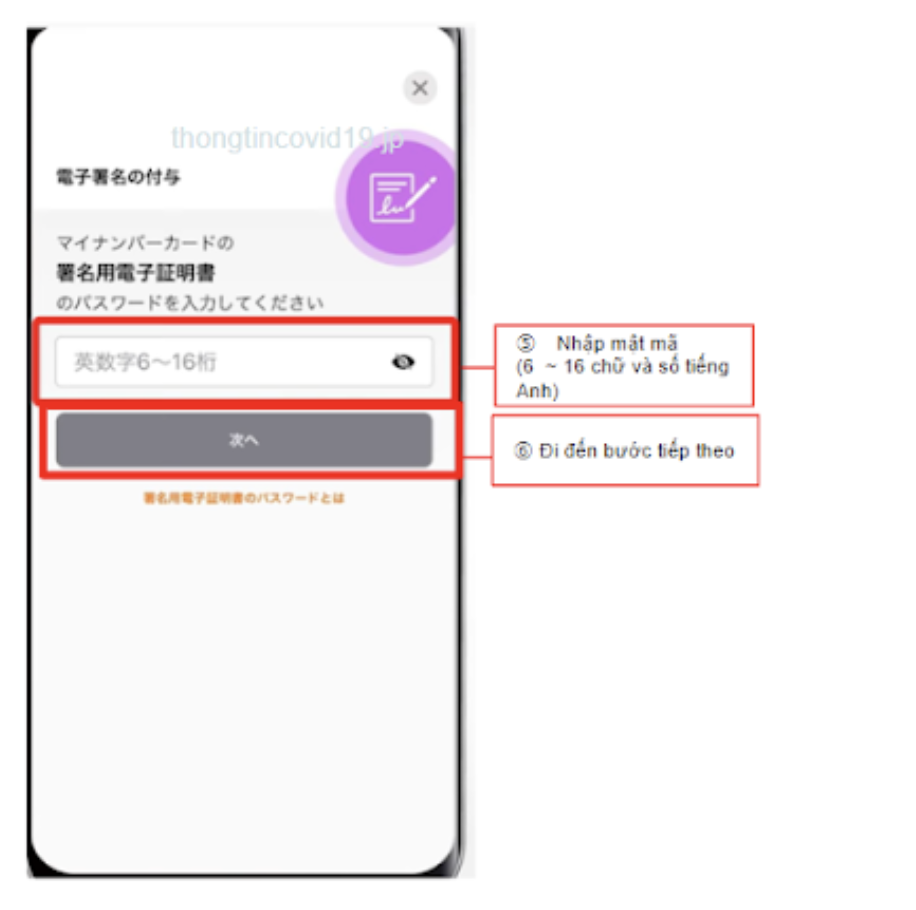 thongtincovid19.jp
電子署名の付与
マイナンバーカードの
署名用電子証明書
のパスワードを入力してください
英数字6～16桁
次へ
署名用電子証明書のパスワードとは
⑤ Nhập mật mã
(6 ~ 16 chữ và số tiếng
Anh)
⑥ Đi đến bước tiếp theo